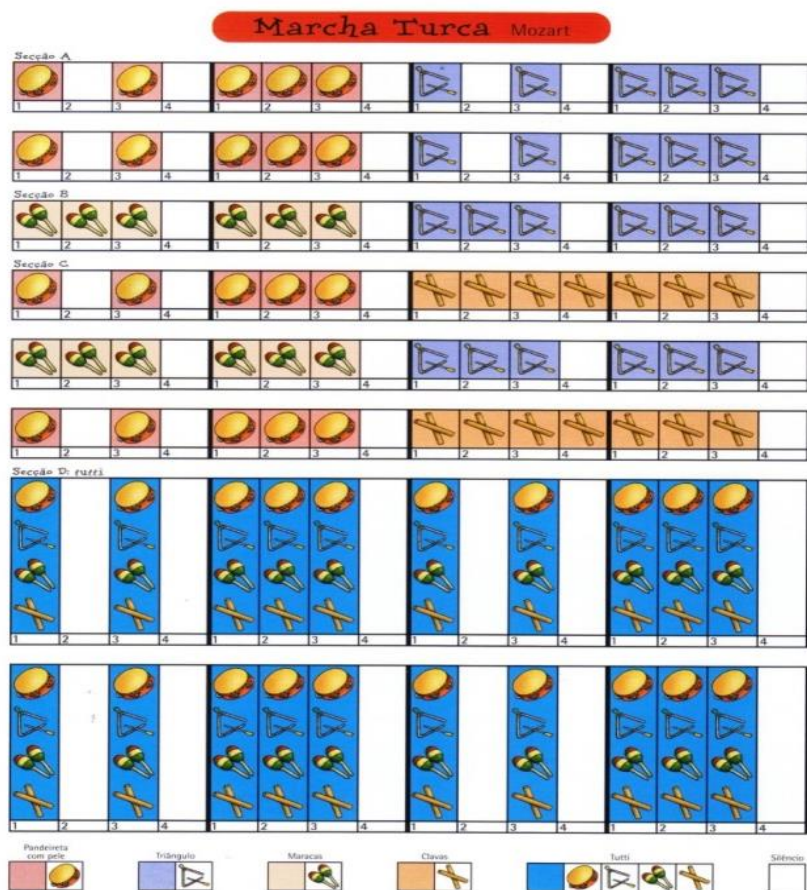 Marcha Turca Mozart
Secção A
1 2 3 4 1 2 3 4 1 2 3 4 1 2 3 4
1 2 3 4 1 2 3 4 1 2 3 4 1 2 3 4
Secção B
1 2 3 4 1 2 3 4 1 2 3 4 1 2 3 4
Secção C
1 2 3 4 1 2 3 4 1 2 3 4 1 2 3 4
1 2 3 4 1 2 3 4 1 2 3 4 1 2 3 4
1 2 3 4 1 2 3 4 1 2 3 4 1 2 3 4
Secção D: tutti
1 2 3 4 1 2 3 4 1 2 3 4 1 2 3 4
1 2 3 4 1 2 3 4 1 2 3 4 1 2 3 4
Pandeireta
com pele
Triângulo
Maracas
Clavas
Tutti
Silêncio